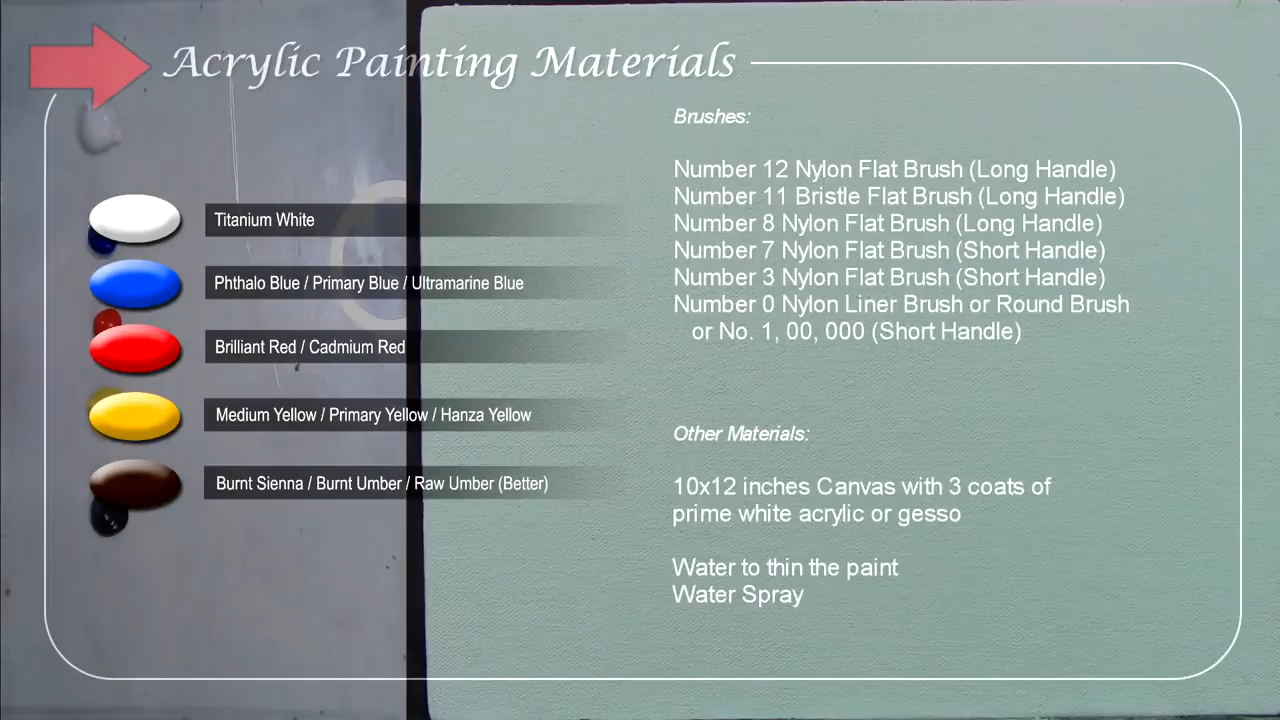 Acrylic Painting Materials
Titanium White
Phthalo Blue / Primary Blue / Ultramarine Blue
Brilliant Red / Cadmium Red
Medium Yellow / Primary Yellow / Hanza Yellow
Burnt Sienna / Burnt Umber / Raw Umber (Better)
Brushes:
Number 12 Nylon Flat Brush (Long Handle)
Number 11 Bristle Flat Brush (Long Handle)
Number 8 Nylon Flat Brush (Long Handle)
Number 7 Nylon Flat Brush (Short Handle)
Number 3 Nylon Flat Brush (Short Handle)
Number 0 Nylon Liner Brush or Round Brush
or No. 1, 00, 000 (Short Handle)
Other Materials:
10x12 inches Canvas with 3 coats of
prime white acrylic or gesso
Water to thin the paint
Water Spray